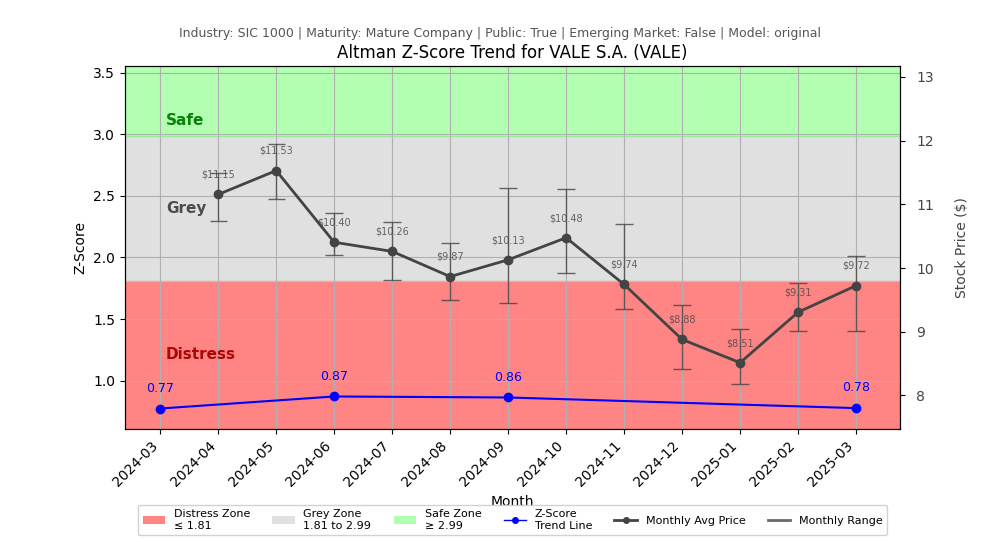 Industry: SIC 1000 | Maturity: Mature Company | Public: True | Emerging Market: False | Model: original
Altman Z-Score Trend for VALE S.A. (VALE)
3.5
3.0
2.5
2.0
1.5
1.0
Z-Score
Safe
Grey
Distress
$11.15
$11.53
$10.40
$10.26
$9.87
$10.13
$10.48
$9.74
$8.88
$8.51
$9.31
$9.72
0.77
0.87
0.86
0.78
13
12
11
10
9
8
Stock Price ($)
2024-03
2024-04
2024-05
2024-06
2024-07
2024-08
2024-09
2024-10
2024-11
2024-12
2025-01
2025-02
2025-03
Month
Distress Zone
≤ 1.81
Grey Zone
1.81 to 2.99
Safe Zone
≥ 2.99
Z-Score
Trend Line
Monthly Avg Price
Monthly Range